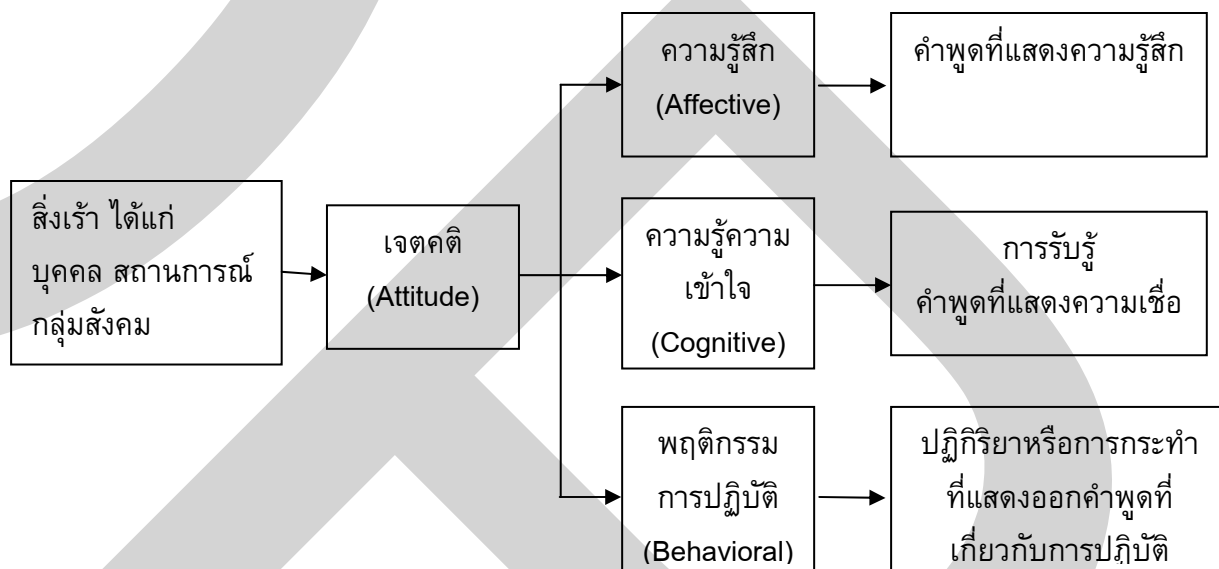 ความรู้สึก
(Affective)
คำพูดที่แสดงความรู้สึก
สิ่งเร้า ได้แก่
บุคคล สถานการณ์
กลุ่มสังคม
เจตคติ
(Attitude)
ความรู้ความ
เข้าใจ
(Cognitive)
การรับรู้
คำพูดที่แสดงความเชื่อ
พฤติกรรม
การปฏิบัติ
(Behavioral)
ปฏิกิริยาหรือการกระทำ
ที่แสดงออกคำพูดที่
เกี่ยวกับการปฏิบัติ